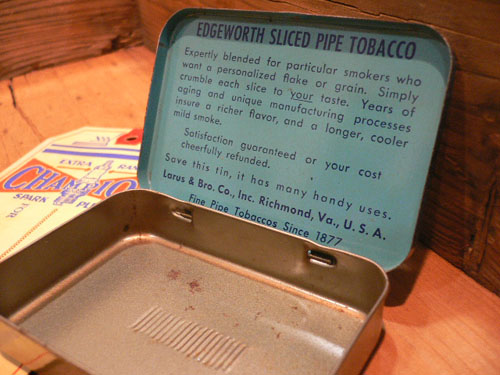 EDGEWORTH SLICED PIPE TOBACCO
Expertly blended for particular smokers who
want a personalized flake or grain. Simply
crumble each slice to your taste. Years of
aging and unique manufacturing processes
insure a richer flavor, and a longer, cooler
mild smoke.
Satisfaction guaranteed or your cost
cheerfully refunded.
Save this tin, it has many handy uses.
Larus & Bro. Co., Inc. Richmond, Va., U. S. A.
Fine Pipe Tobaccos Since 1877
EXTRA RAN
CHAMPIO
SPARK PL
FOR